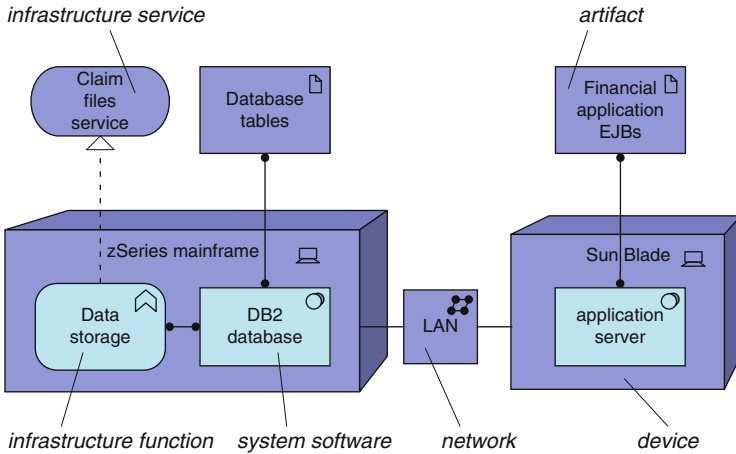 infrastructure service
artifact
Claim
files
service
Database
tables
Financial
application
EJBs
zSeries mainframe
Sun Blade
Data
storage
DB2
database
LAN
application
server
infrastructure function
system software
network
device